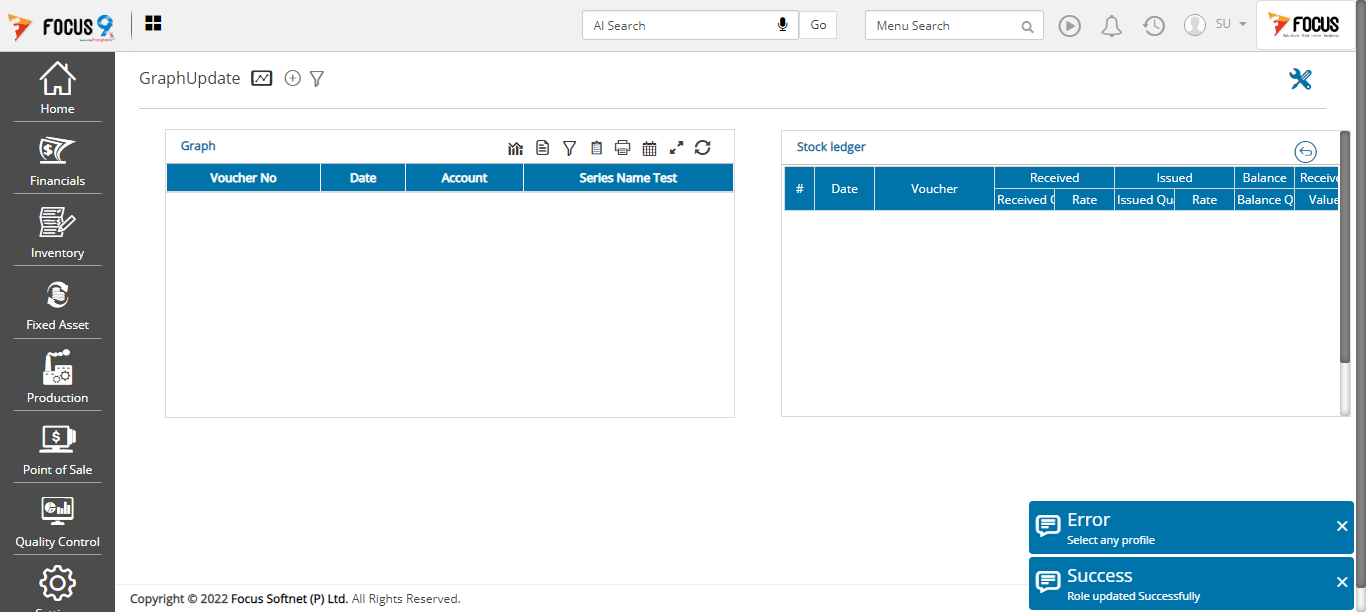 FOCUS 9
AI Search
Go
Menu Search
SU
FOCUS
Home
Financials
Inventory
Fixed Asset
Production
Point of Sale
Quality Control
GraphUpdate
Graph
Voucher No Date Account Series Name Test
Stock ledger
# Date Voucher Received Issued Balance Receive
Received Q Rate Issued Qu Rate Balance Q Value
Error
Select any profile
Success
Role updated Successfully
Copyright © 2022 Focus Softnet (P) Ltd. All Rights Reserved.